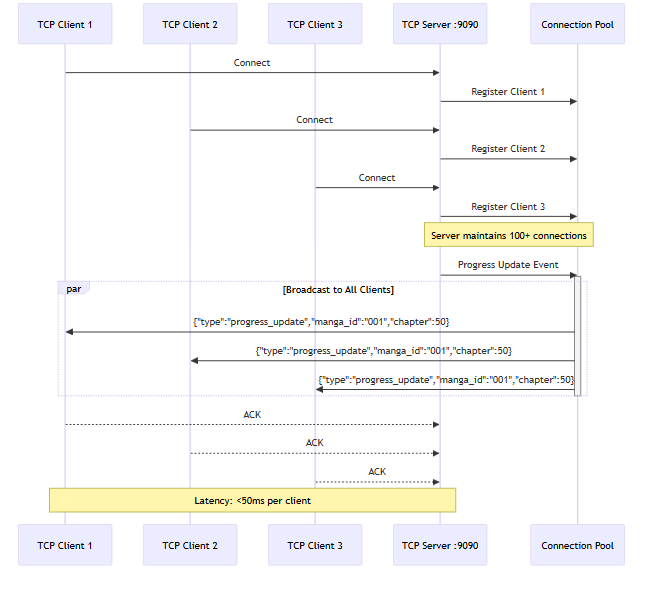 TCP Client 1
TCP Client 2
TCP Client 3
TCP Server :9090
Connection Pool
Connect
Register Client 1
Connect
Register Client 2
Connect
Register Client 3
Server maintains 100+ connections
Progress Update Event
par
[Broadcast to All Clients]
{"type":"progress_update","manga_id":"001","chapter":50}
{"type":"progress_update","manga_id":"001","chapter":50}
{"type":"progress_update","manga_id":"001","chapter":50}
ACK
ACK
ACK
Latency: <50ms per client
TCP Client 1
TCP Client 2
TCP Client 3
TCP Server :9090
Connection Pool